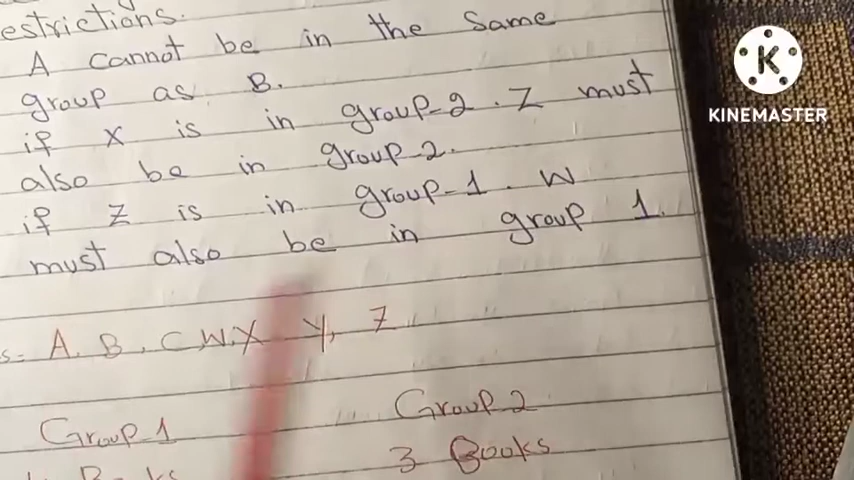 estrictions.
A cannot be in the same
group as B.
if X is in group-2. Z must
also be in group-2.
if Z is in group-1. W
must also be in group 1.
s- A, B, C, W, X Y, Z
Group-1 Group-2
3 Books
KINEMASTER